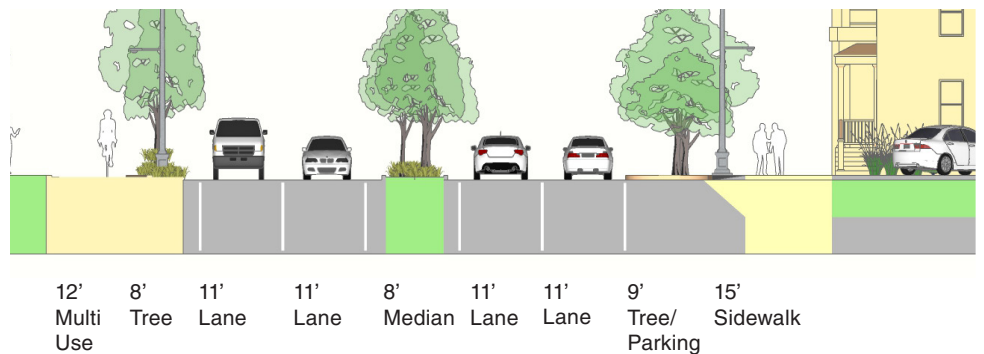 12’ 8’ 11’ 11’ 8’ 11’ 11’ 9’ 15’
Multi Tree Lane Lane Median Lane Lane Tree/ Sidewalk
Use Parking